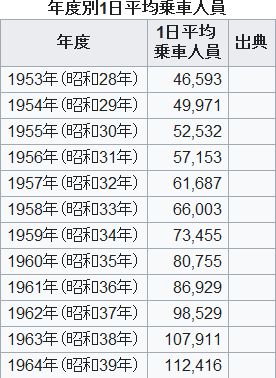 年度別1日平均乗車人員
年度 1日平均乗車人員 出典
1953年(昭和28年) 46,593
1954年(昭和29年) 49,971
1955年(昭和30年) 52,532
1956年(昭和31年) 57,153
1957年(昭和32年) 61,687
1958年(昭和33年) 66,003
1959年(昭和34年) 73,455
1960年(昭和35年) 80,755
1961年(昭和36年) 86,929
1962年(昭和37年) 98,529
1963年(昭和38年) 107,911
1964年(昭和39年) 112,416